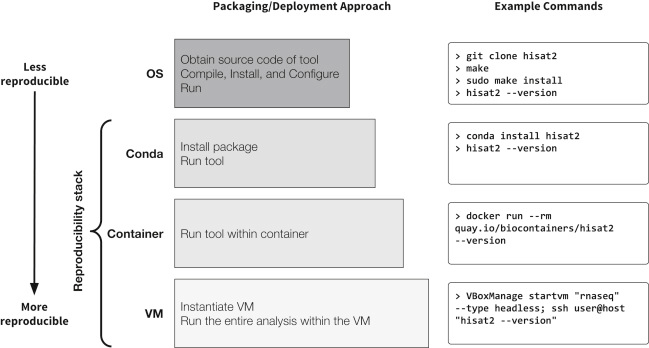 Packaging/Deployment Approach
Example Commands
Less
reproducible
OS
Obtain source code of tool
Compile, Install, and Configure
Run
> git clone hisat2
> make
> sudo make install
> hisat2 --version
Reproducibility stack
Conda
Install package
Run tool
> conda install hisat2
> hisat2 --version
Container
Run tool within container
> docker run --rm
quay.io/biocontainers/hisat2
--version
More
reproducible
VM
Instantiate VM
Run the entire analysis within the VM
> VBoxManage startvm "rnaseq"
--type headless; ssh user@host
"hisat2 --version"